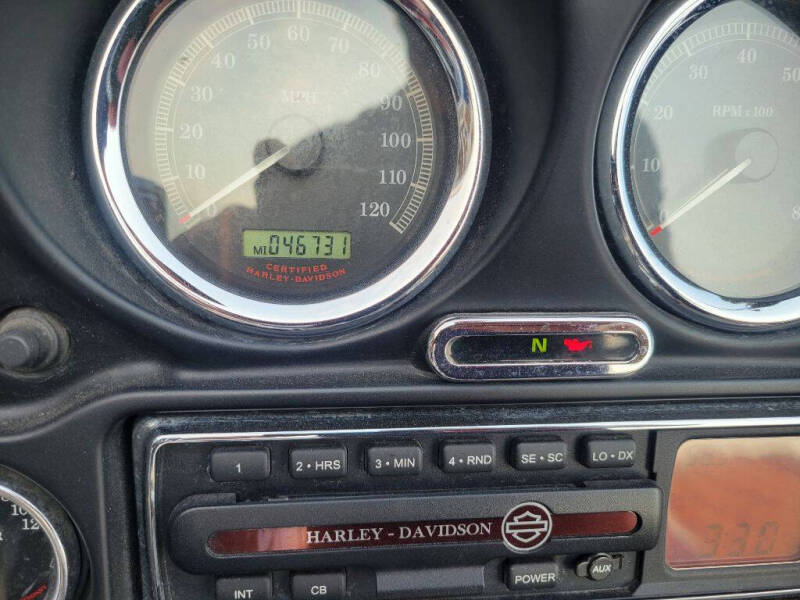 60
50
70
40
80
30
MPH
90
20
100
10
110
0
120
MI 046731
CERTIFIED
HARLEY-DAVIDSON
40
30
50
20
RPM x 100
10
0
N
1
2 • HRS
3 • MIN
4 • RND
SE • SC
LO • DX
12
HARLEY - DAVIDSON
330
INT
CB
POWER
AUX